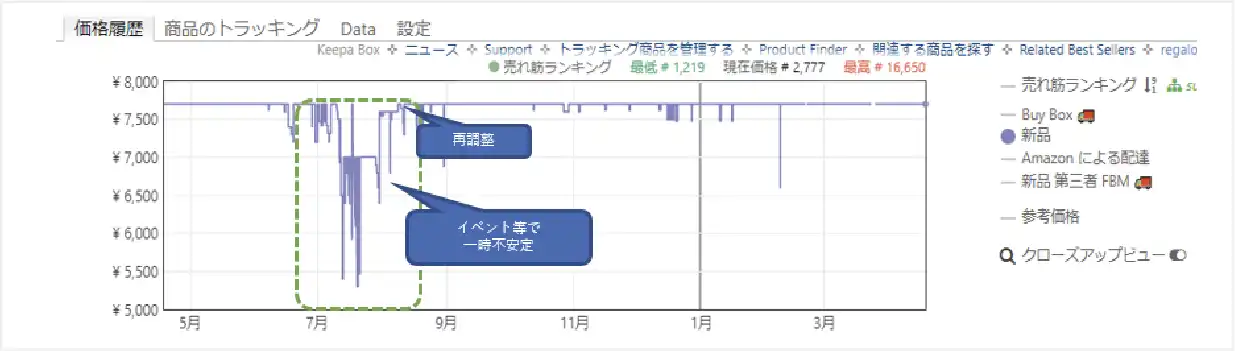 価格履歴 商品のトラッキング Data 設定
Keepa Box ✧ ニュース ✧ Support ✧ トラッキング商品を管理する ✧ Product Finder ✧ 関連する商品を探す ✧ Related Best Sellers ✧ regalo
売れ筋ランキング 最低 # 1,219 現在価格 # 2,777 最高 # 16,650
¥ 8,000
¥ 7,500
¥ 7,000
¥ 6,500
¥ 6,000
¥ 5,500
¥ 5,000
再調整
イベント等で
一時不安定
5月 7月 9月 11月 1月 3月
売れ筋ランキング
Buy Box
新品
Amazon による配達
新品 第三者 FBM
参考価格
クローズアップビュー